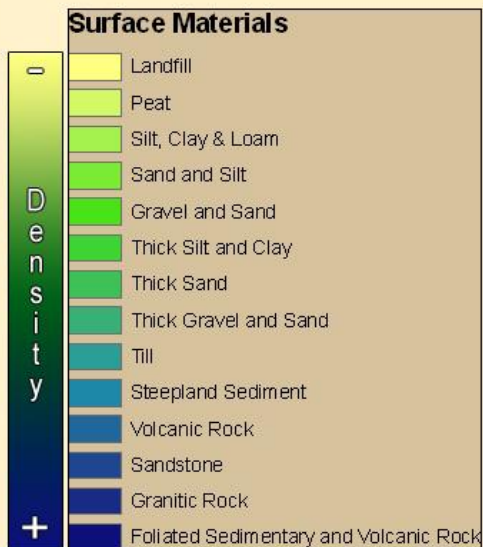 Surface Materials
-
Density
+
Landfill
Peat
Silt, Clay & Loam
Sand and Silt
Gravel and Sand
Thick Silt and Clay
Thick Sand
Thick Gravel and Sand
Till
Steepland Sediment
Volcanic Rock
Sandstone
Granitic Rock
Foliated Sedimentary and Volcanic Rock